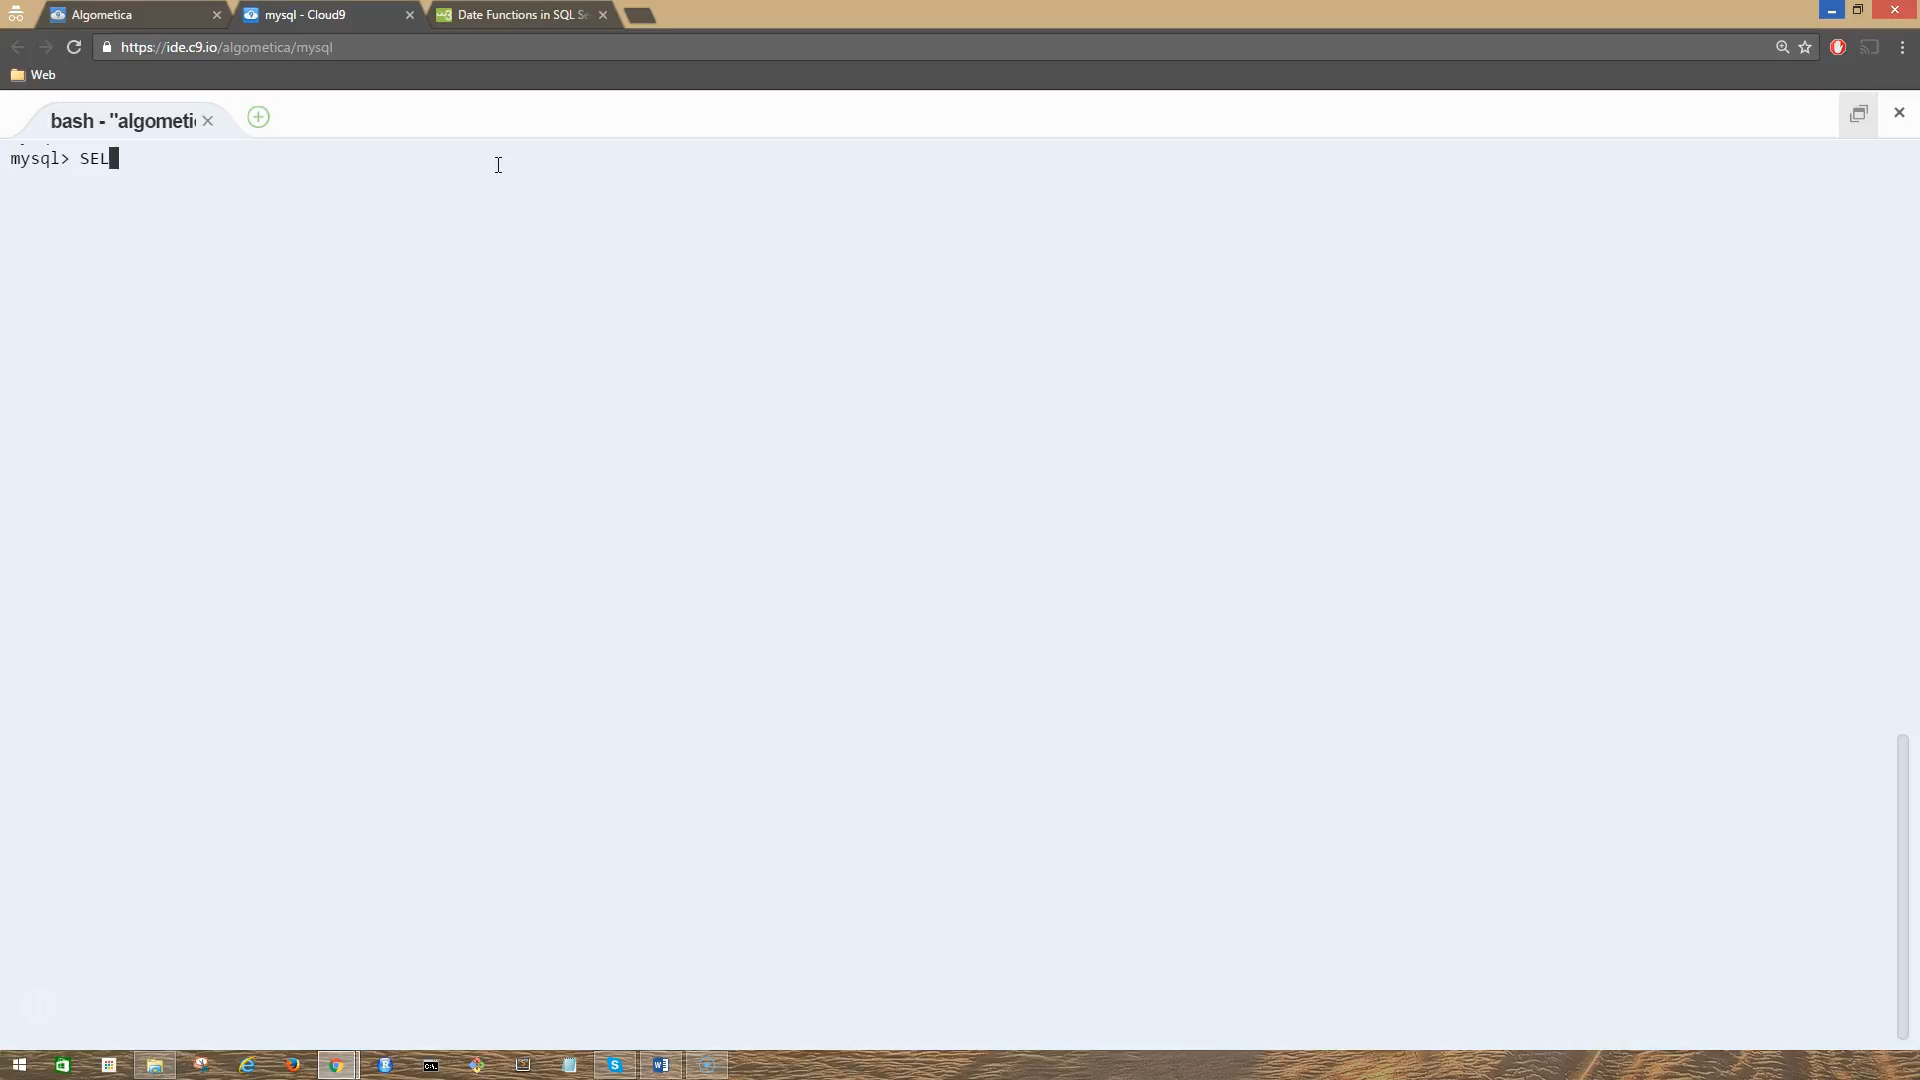 Algometica
mysql - Cloud9
Date Functions in SQL Se
https://ide.c9.io/algometica/mysql
Web
bash - "algometi
mysql> SEL